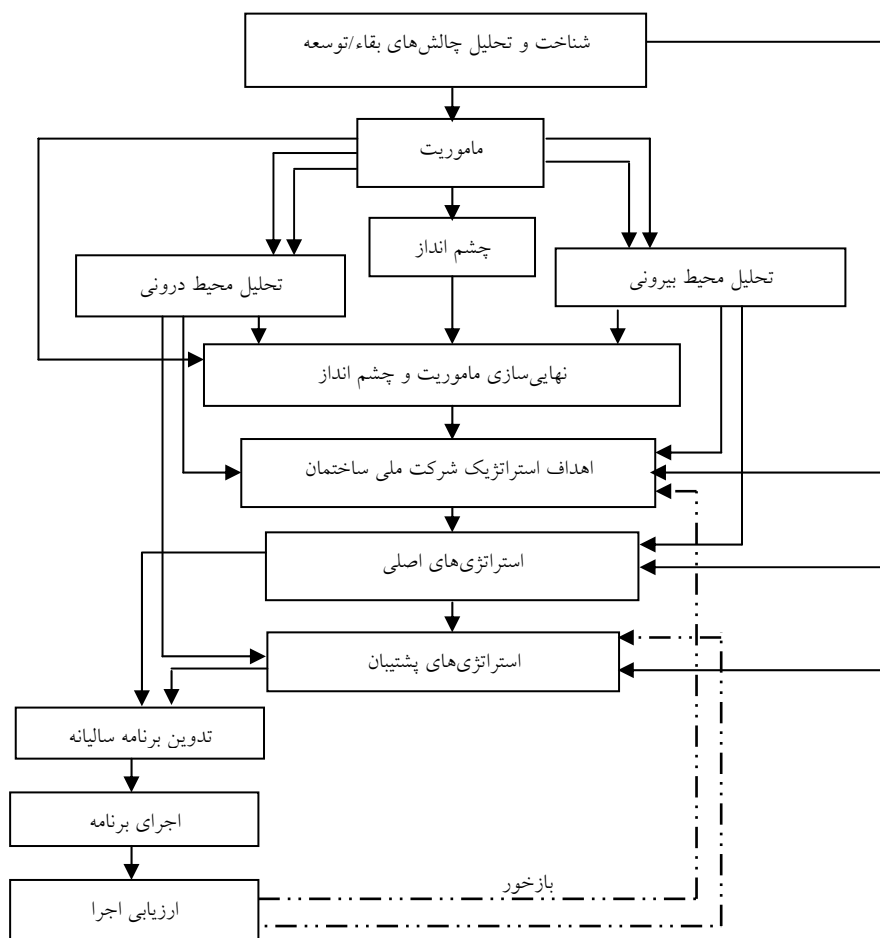 شناخت و تحلیل چالش‌های بقاء/توسعه
ماموریت
چشم انداز
تحلیل محیط بیرونی
تحلیل محیط درونی
نهایی‌سازی ماموریت و چشم انداز
اهداف استراتژیک شرکت ملی ساختمان
استراتژی‌های اصلی
استراتژی‌های پشتیبان
تدوین برنامه سالیانه
اجرای برنامه
بازخور
ارزیابی اجرا